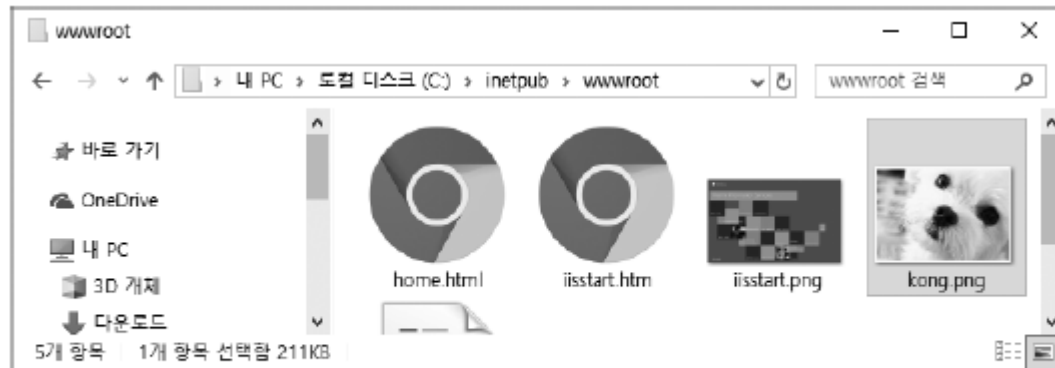 wwwroot
내 PC › 로컬 디스크 (C:) › inetpub › wwwroot
wwwroot 검색
바로 가기
OneDrive
내 PC
3D 개체
다운로드
home.html
iisstart.htm
iisstart.png
kong.png
5개 항목
1개 항목 선택함 211KB